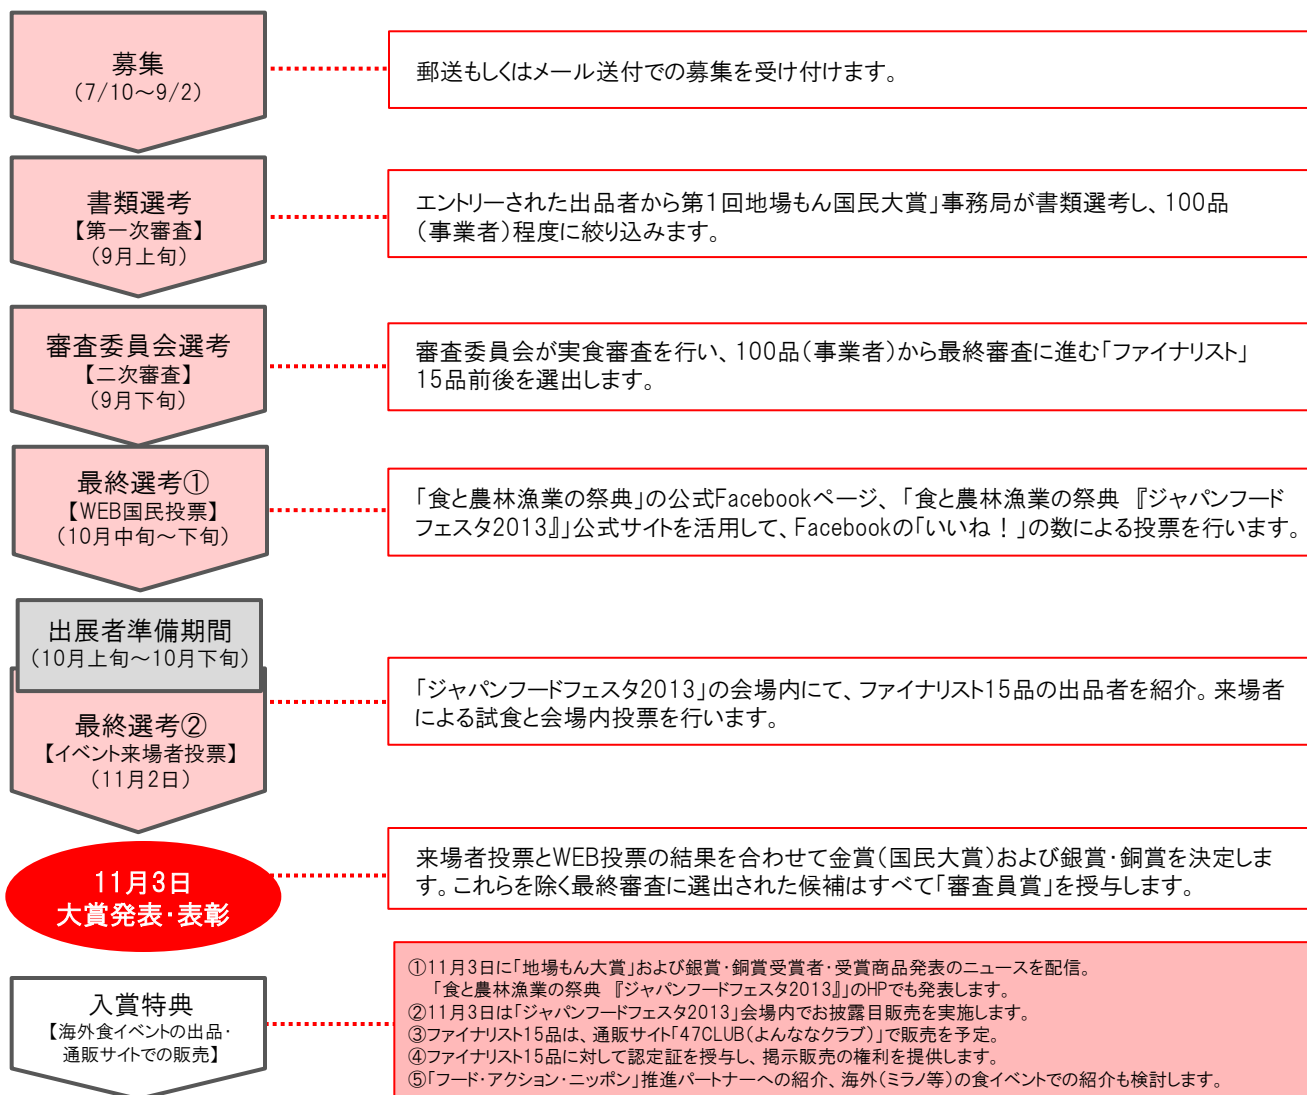 募集
（7/10～9/2）
郵送もしくはメール送付での募集を受け付けます。
書類選考
【第一次審査】
（9月上旬）
エントリーされた出品者から第1回地場もん国民大賞」事務局が書類選考し、100品
（事業者）程度に絞り込みます。
審査委員会選考
【二次審査】
（9月下旬）
審査委員会が実食審査を行い、100品（事業者）から最終審査に進む「ファイナリスト」
15品前後を選出します。
最終選考①
【WEB国民投票】
（10月中旬～下旬）
「食と農林漁業の祭典」の公式Facebookページ、「食と農林漁業の祭典　『ジャパンフード
フェスタ2013』」公式サイトを活用して、Facebookの「いいね！」の数による投票を行います。
出展者準備期間
（10月上旬～10月下旬）
最終選考②
【イベント来場者投票】
（11月2日）
「ジャパンフードフェスタ2013」の会場内にて、ファイナリスト15品の出品者を紹介。来場者
による試食と会場内投票を行います。
11月3日
大賞発表・表彰
来場者投票とWEB投票の結果を合わせて金賞（国民大賞）および銀賞・銅賞を決定しま
す。これらを除く最終審査に選出された候補はすべて「審査員賞」を授与します。
入賞特典
【海外食イベントの出品・
通販サイトでの販売】
①11月3日に「地場もん大賞」および銀賞・銅賞受賞者・受賞商品発表のニュースを配信。
「食と農林漁業の祭典　『ジャパンフードフェスタ2013』」のHPでも発表します。
②11月3日は「ジャパンフードフェスタ2013」会場内でお披露目販売を実施します。
③ファイナリスト15品は、通販サイト「47CLUB（よんななクラブ）」で販売を予定。
④ファイナリスト15品に対して認定証を授与し、掲示販売の権利を提供します。
⑤「フード・アクション・ニッポン」推進パートナーへの紹介、海外（ミラノ等）の食イベントでの紹介も検討します。